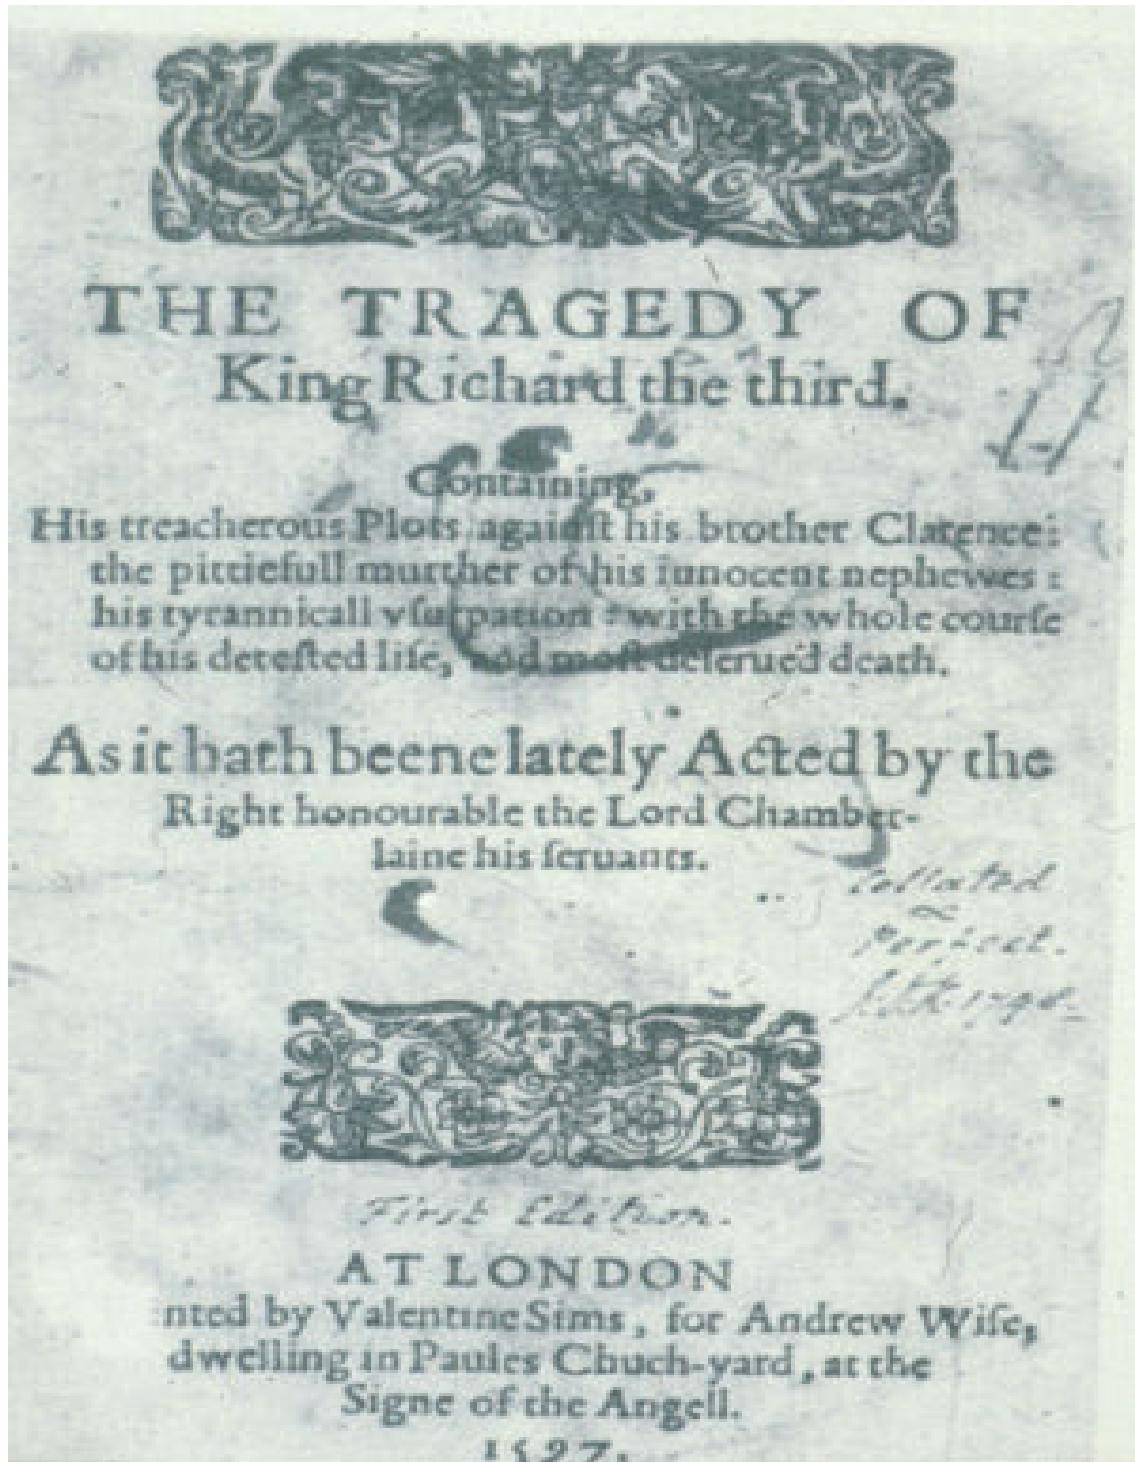 THE TRAGEDY OF
King Richard the third.
Containing,
His treacherous Plots againſt his brother Clarence:
the pittiefull murther of his iunocent nephewes :
his tyrannicall vſurpation : with the whole courſe
of his deteſted life, and moſt deſerued death.
As it hath beene lately Acted by the
Right honourable the Lord Chamber-
laine his ſeruants.
Collated
Perfect.
First Edition.
AT LONDON
nted by Valentine Sims, for Andrew Wiſe,
dwelling in Paules Chuch-yard, at the
Signe of the Angell.
1597.